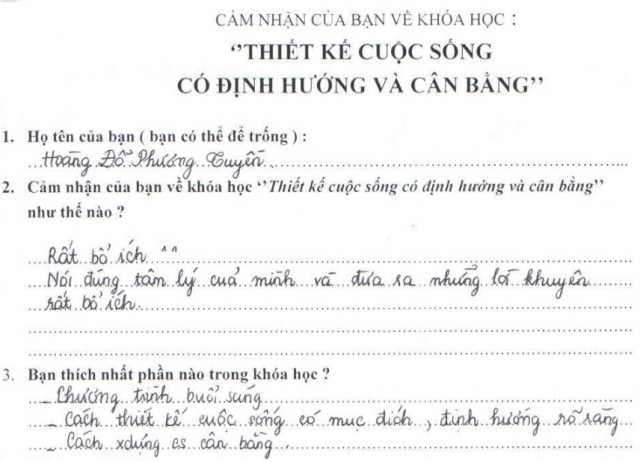 CẢM NHẬN CỦA BẠN VỀ KHÓA HỌC :
‘’THIẾT KẾ CUỘC SỐNG
CÓ ĐỊNH HƯỚNG VÀ CÂN BẰNG’’
1. Họ tên của bạn ( bạn có thể để trống ) :
Hoàng Đỗ Phương Tuyền
2. Cảm nhận của bạn về khóa học ‘’Thiết kế cuộc sống có định hướng và cân bằng’’
như thế nào ?
Rất bổ ích ^^
Nói đúng tâm lý của mình và đưa ra những lời khuyên
rất bổ ích.
3. Bạn thích nhất phần nào trong khóa học ?
- Chương trình buổi sáng
- Cách thiết kế cuộc sống có mục đích, định hướng rõ ràng
- Cách xdựng cs cân bằng.